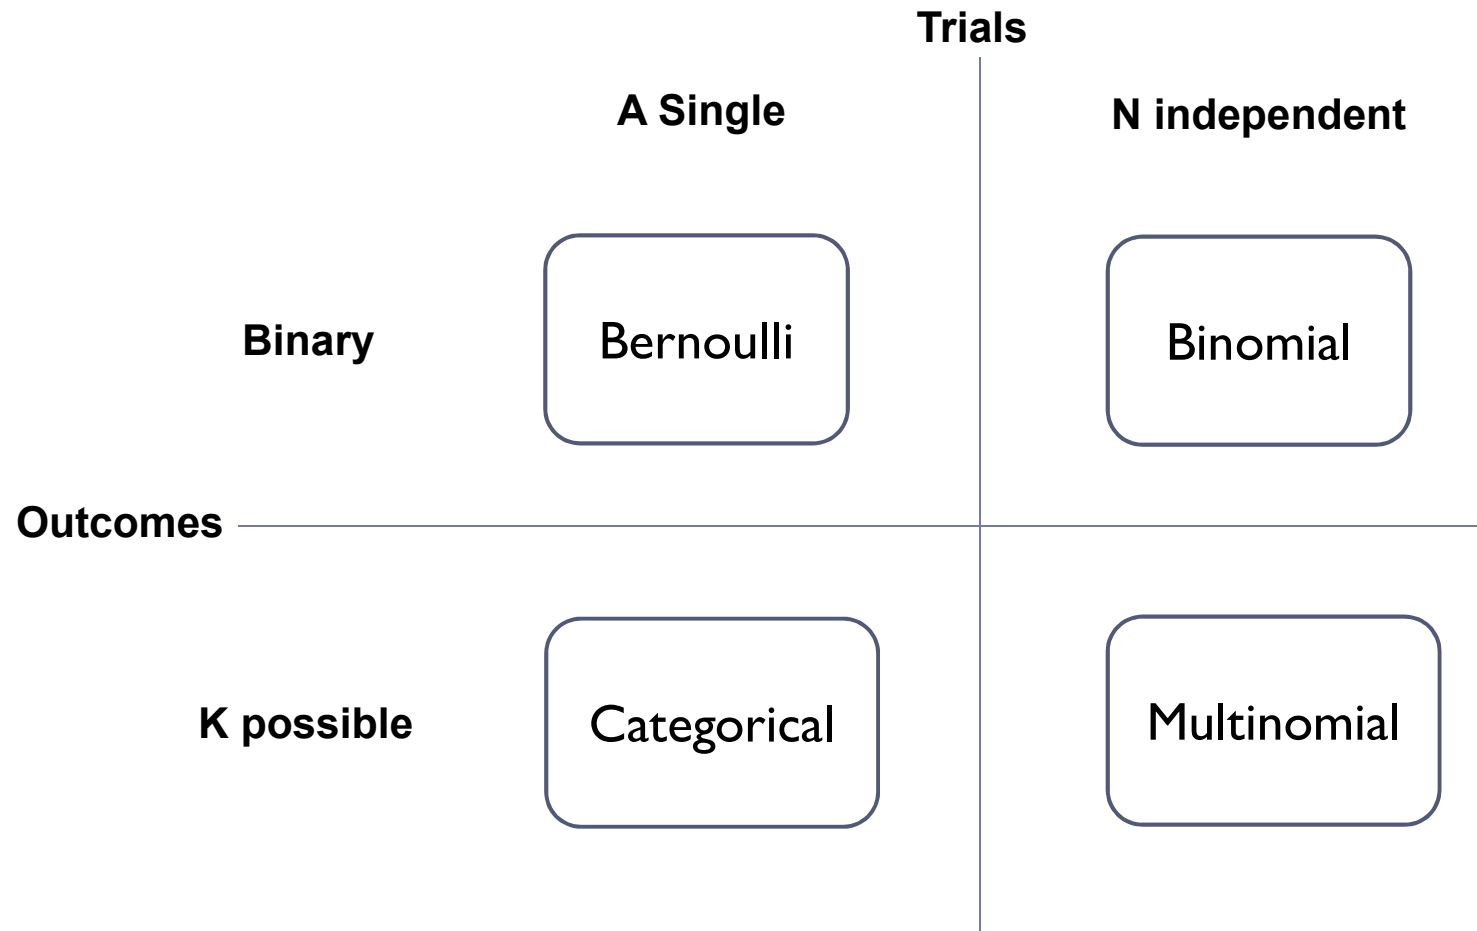 Trials
A Single
N independent
Binary
Bernoulli
Binomial
Outcomes
K possible
Categorical
Multinomial